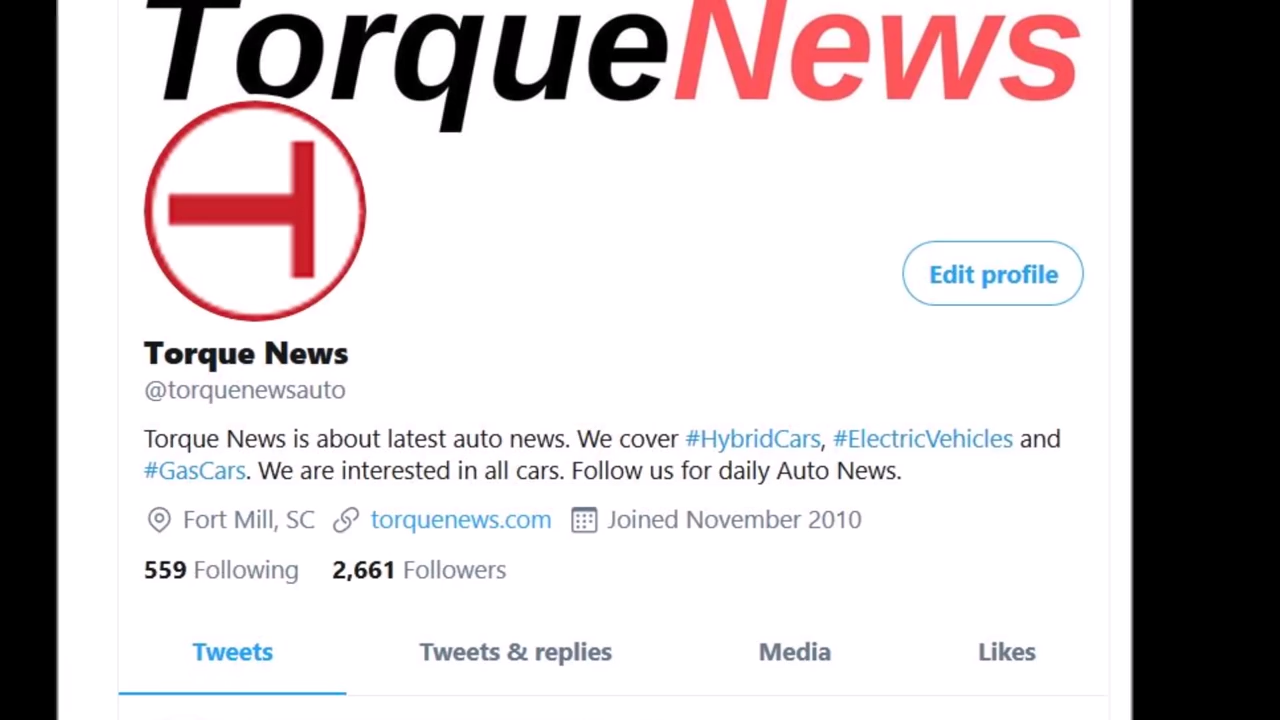 TorqueNews
T
Edit profile
Torque News
@torquenewsauto
Torque News is about latest auto news. We cover #HybridCars, #ElectricVehicles and
#GasCars. We are interested in all cars. Follow us for daily Auto News.
Fort Mill, SC torquenews.com Joined November 2010
559 Following 2,661 Followers
Tweets Tweets & replies Media Likes